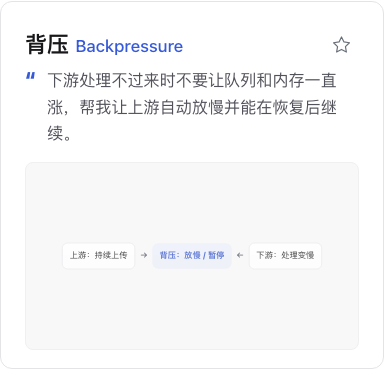 背压 Backpressure
“ 下游处理不过来时不要让队列和内存一直
涨，帮我让上游自动放慢并能在恢复后继
续。
上游：持续上传 → 背压：放慢 / 暂停 ← 下游：处理变慢